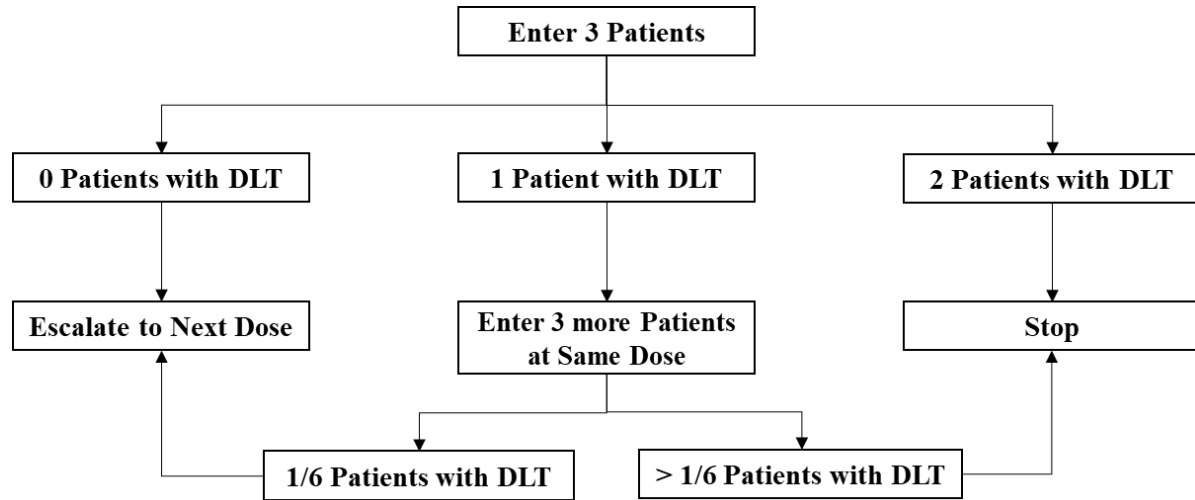 Enter 3 Patients
0 Patients with DLT
1 Patient with DLT
2 Patients with DLT
Escalate to Next Dose
Enter 3 more Patients
at Same Dose
Stop
1/6 Patients with DLT
> 1/6 Patients with DLT